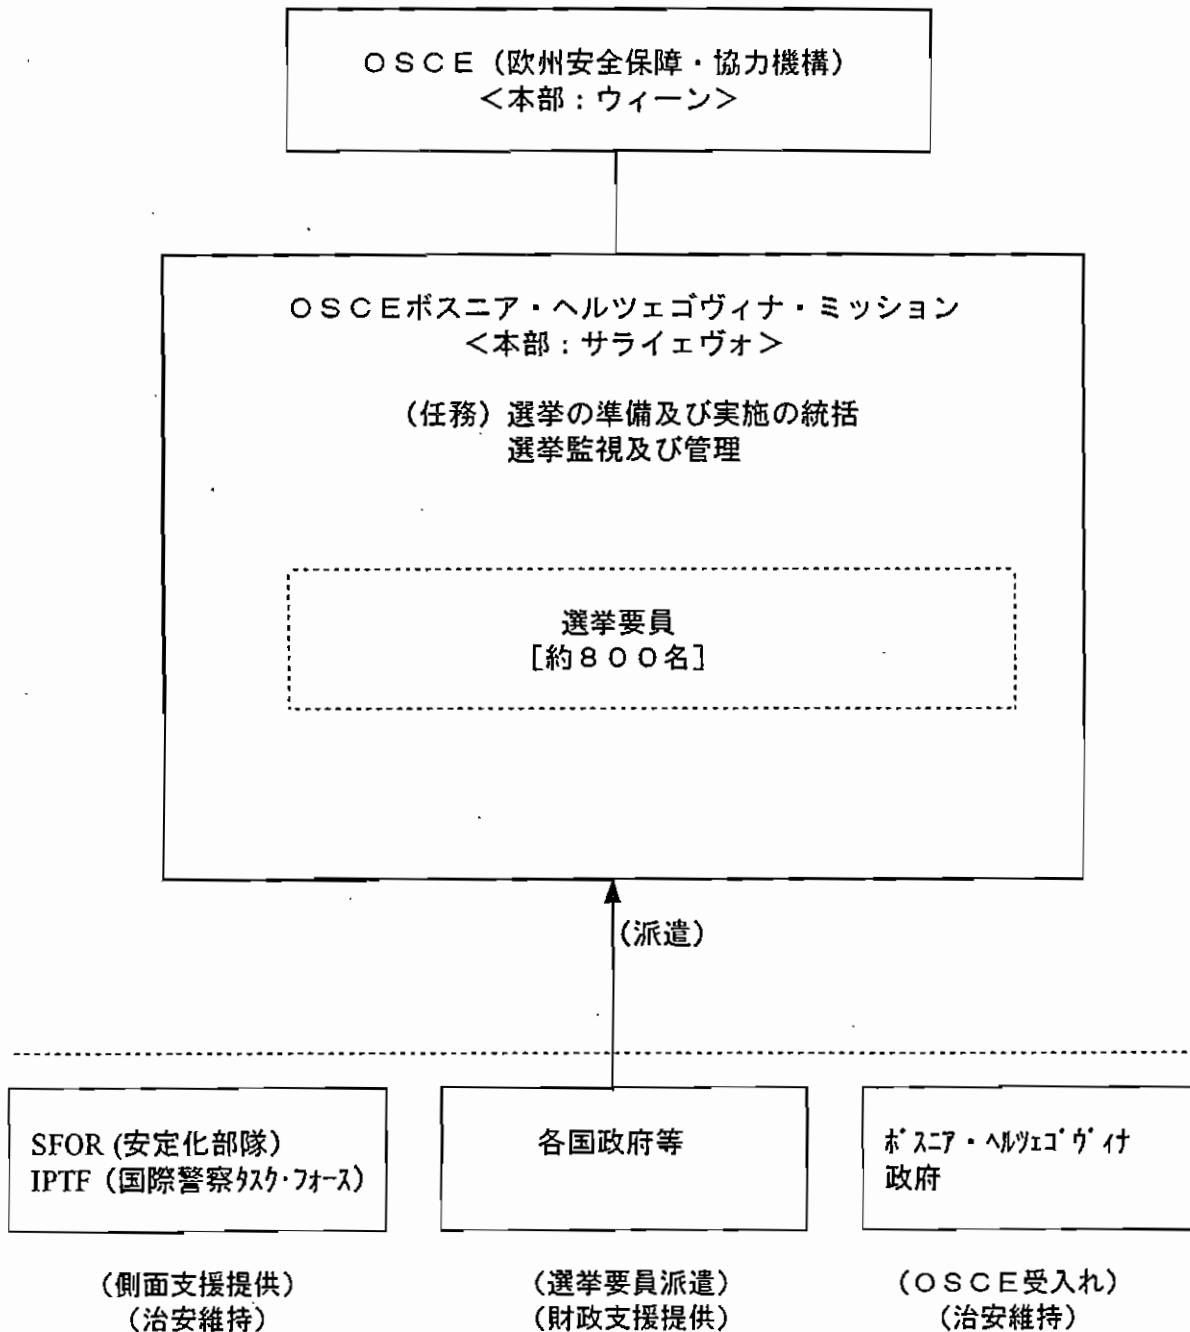 ＯＳＣＥ（欧州安全保障・協力機構）
＜本部：ウィーン＞
ＯＳＣＥボスニア・ヘルツェゴヴィナ・ミッション
＜本部：サライェヴォ＞
（任務）選挙の準備及び実施の統括
選挙監視及び管理
選挙要員
［約８００名］
（派遣）
SFOR (安定化部隊）
IPTF（国際警察ﾀｽｸ･ﾌｫｰｽ）
各国政府等
ﾎﾞｽﾆｱ・ﾍﾙﾂｪｺﾞｳﾞｨﾅ
政府
（側面支援提供）
（治安維持）
（選挙要員派遣）
（財政支援提供）
（ＯＳＣＥ受入れ）
（治安維持）